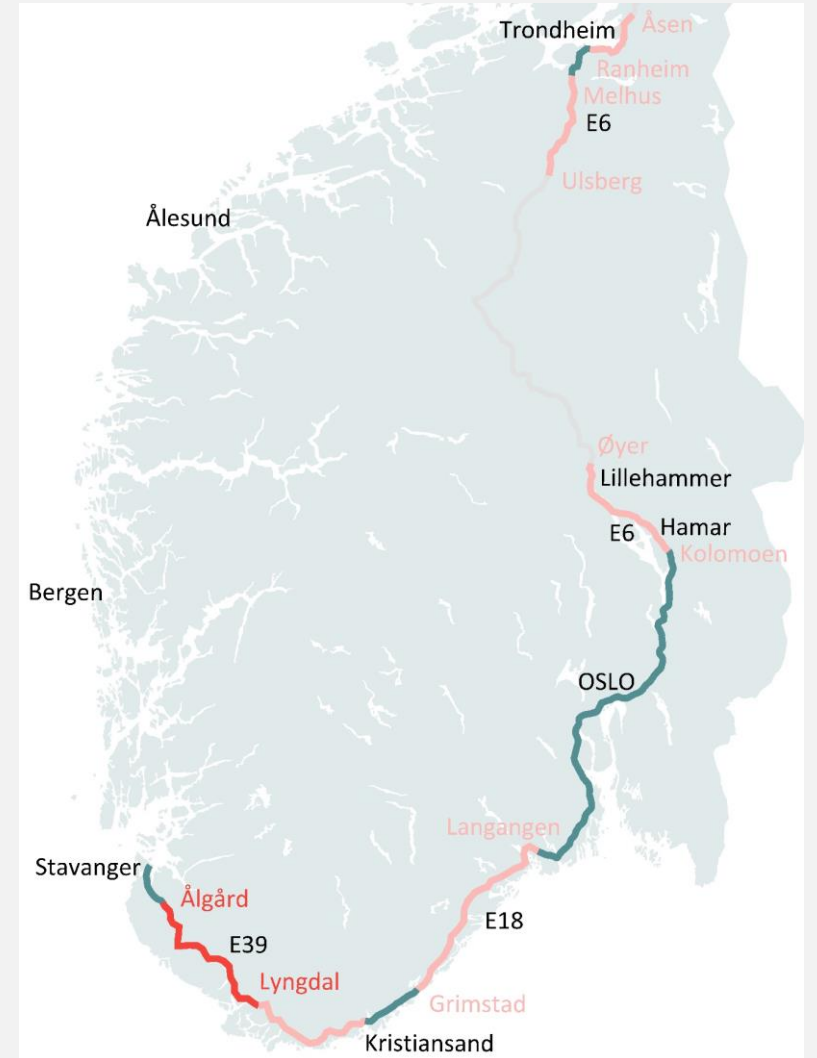 Trondheim
Åsen
Ranheim
Melhus
E6
Ulsberg
Ålesund
Øyer
Lillehammer
E6
Hamar
Kolomoen
Bergen
OSLO
Langangen
Stavanger
Ålgård
E18
E39
Lyngdal
Grimstad
Kristiansand